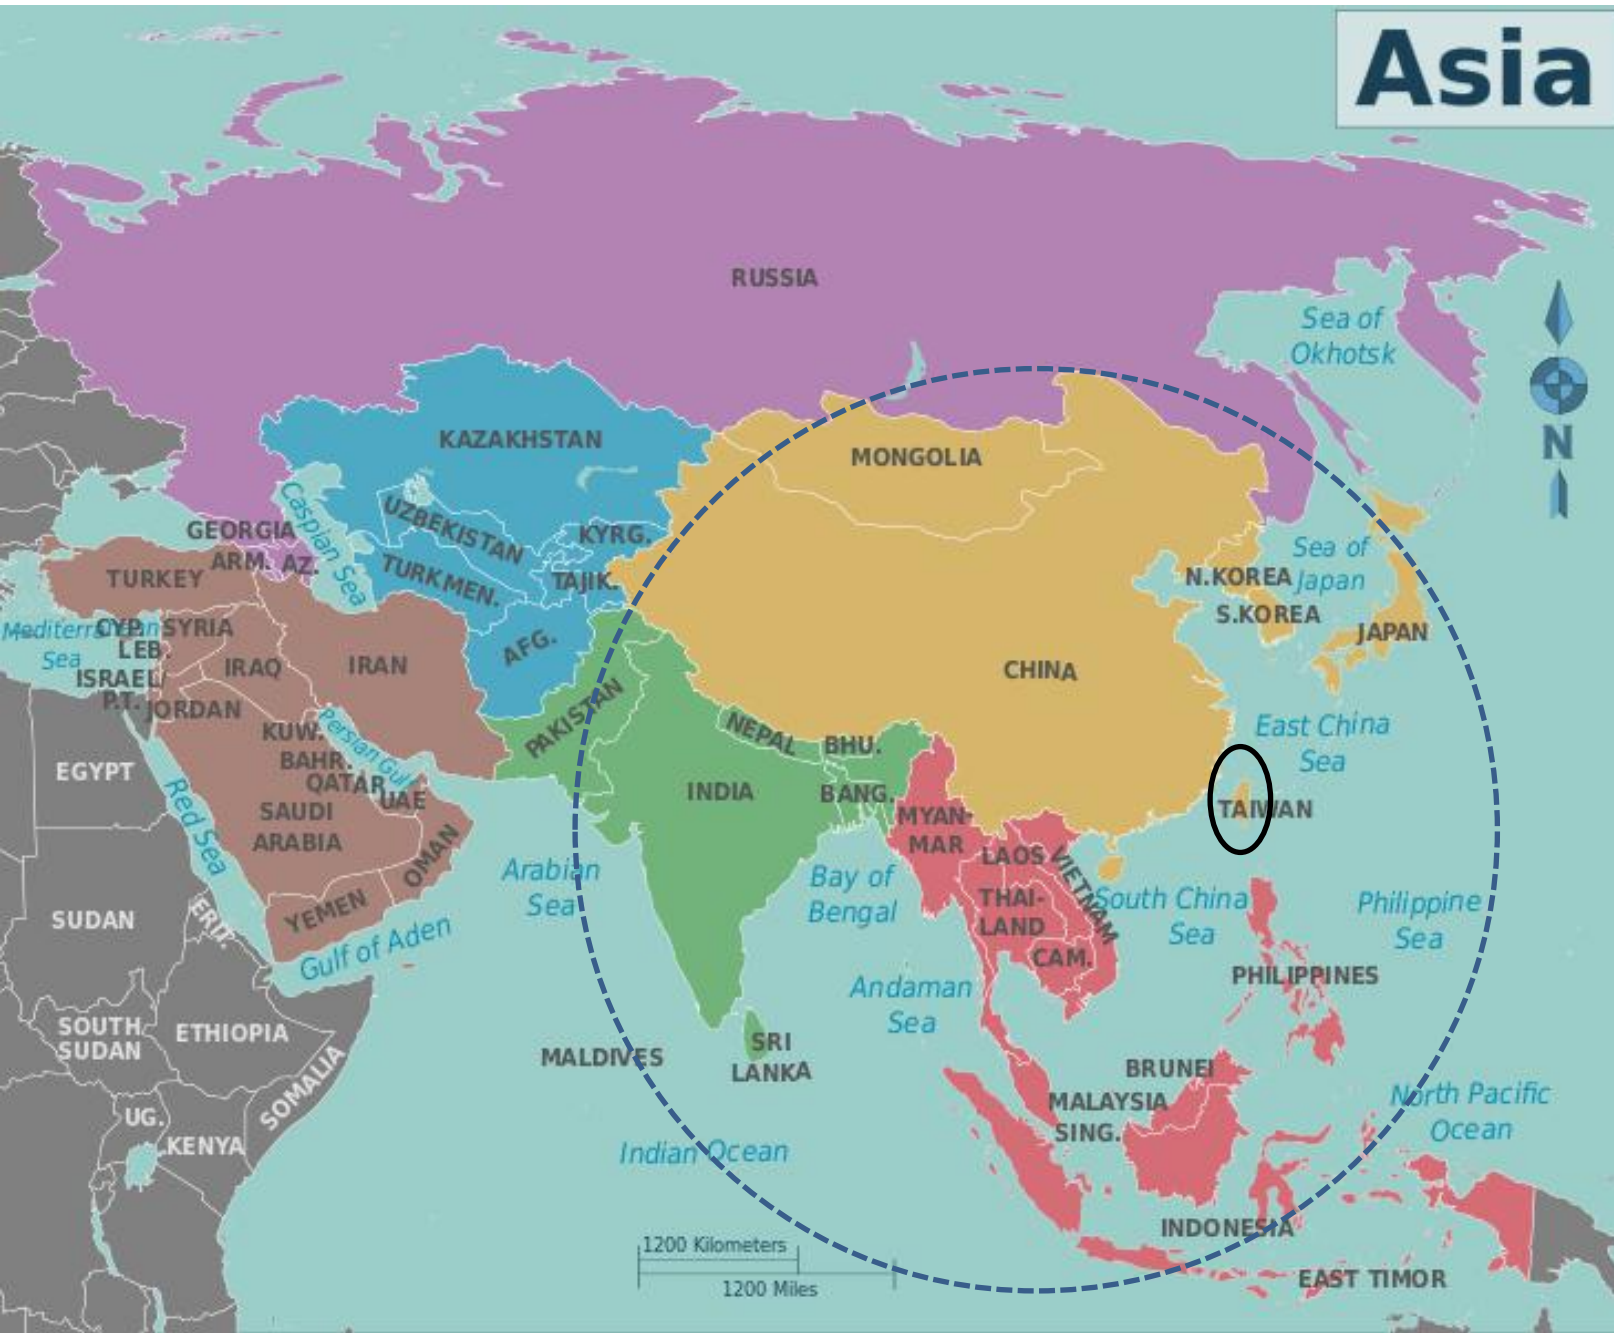 Asia
RUSSIA
Sea of
Okhotsk
KAZAKHSTAN
MONGOLIA
N
Caspian Sea
UZBEKISTAN
KYRG.
GEORGIA
ARM.
AZ.
TURKMEN.
TAJIK.
TURKEY
Sea of
Japan
N.KOREA
S.KOREA
JAPAN
Mediterranean
Sea
CYP.
SYRIA
LEB.
ISRAEL/
P.T.
JORDAN
IRAQ
IRAN
AFG.
CHINA
PAKISTAN
KUW.
BAHR.
QATAR
UAE
Persian Gulf
NEPAL
BHU.
East China
Sea
EGYPT
Red Sea
SAUDI
ARABIA
OMAN
INDIA
BANG.
MYAN-
MAR
TAIWAN
LAOS
VIETNAM
Arabian
Sea
Bay of
Bengal
THAI-
LAND
CAM.
South China
Sea
Philippine
Sea
SUDAN
ERIT.
YEMEN
Gulf of Aden
Andaman
Sea
PHILIPPINES
SOUTH
SUDAN
ETHIOPIA
SOMALIA
MALDIVES
SRI
LANKA
BRUNEI
MALAYSIA
SING.
North Pacific
Ocean
UG.
KENYA
Indian Ocean
INDONESIA
EAST TIMOR
1200 Kilometers
1200 Miles